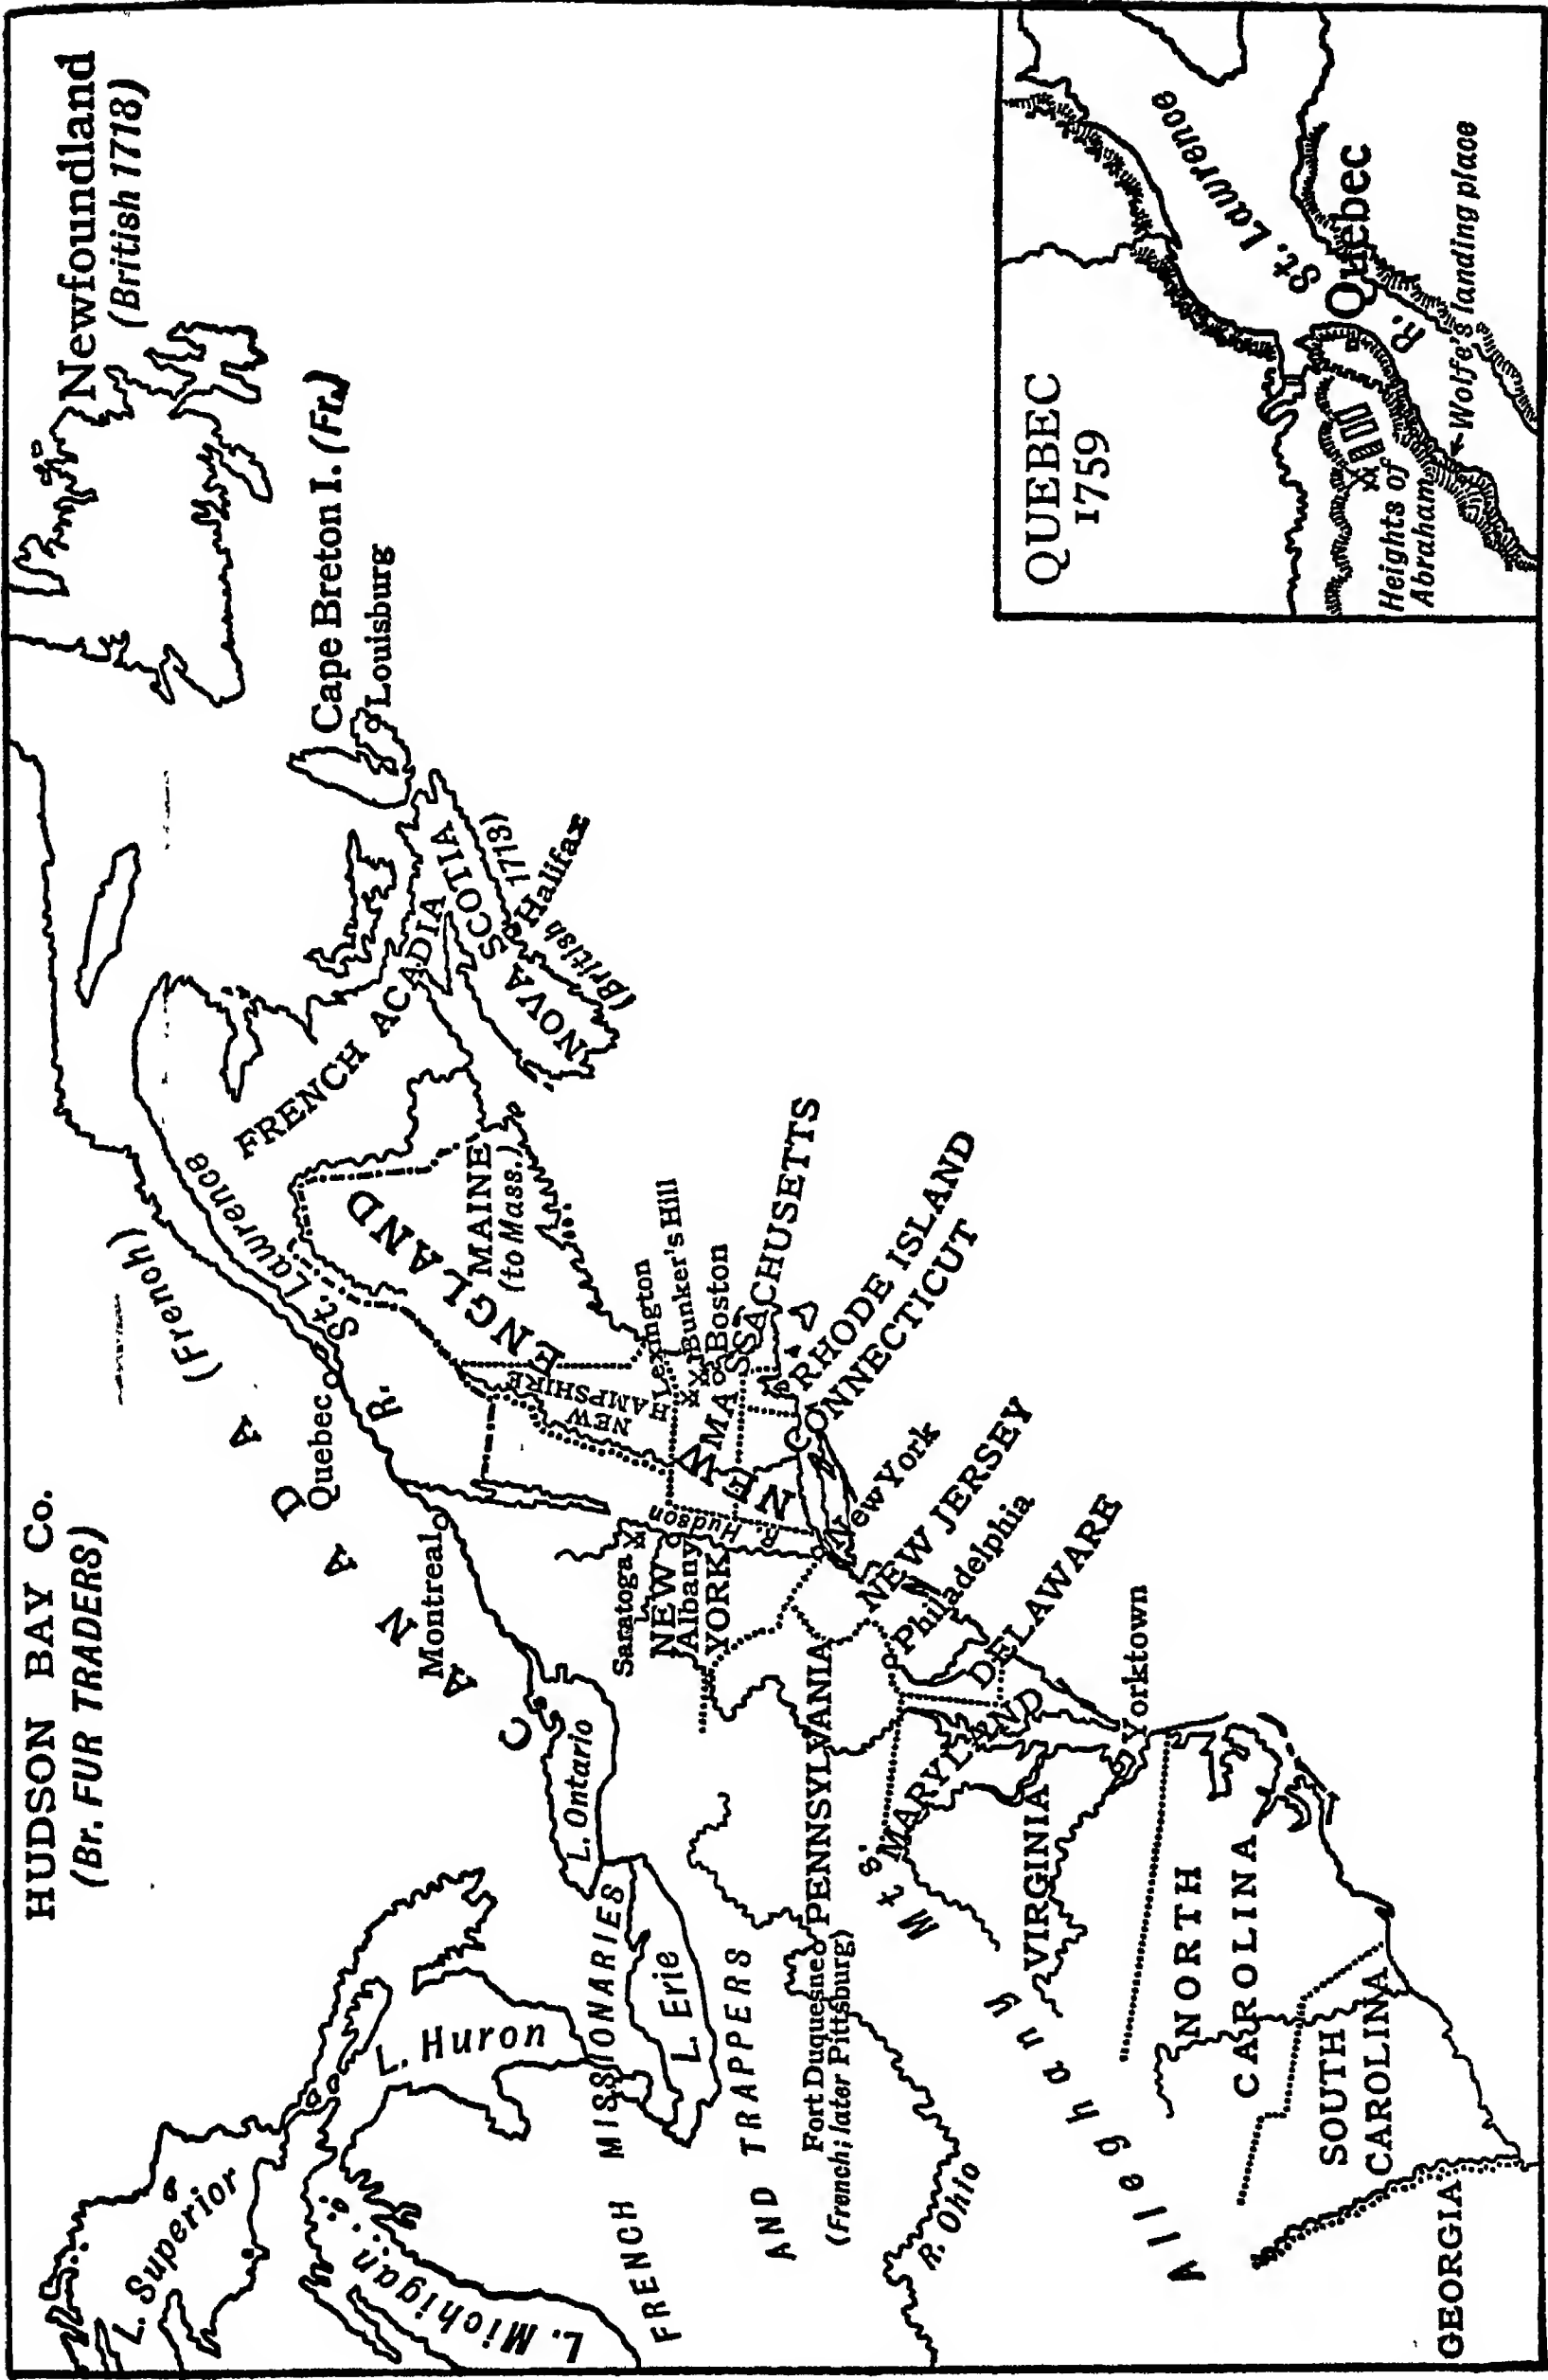 HUDSON BAY Co.
(Br. FUR TRADERS)
Newfoundland
(British 1713)
Cape Breton I. (Fr.)
Louisburg
CANADA
(French)
St. Lawrence
R.
Quebec
Montreal
FRENCH ACADIA
NOVA SCOTIA
(British 1713)
Halifax
NEW ENGLAND
MAINE
(to Mass.)
NEW
HAMPSHIRE
Lexington
Bunker's Hill
Boston
MASSACHUSETTS
RHODE ISLAND
CONNECTICUT
Saratoga
NEW
Albany
YORK
R. Hudson
New York
NEW JERSEY
Philadelphia
DELAWARE
PENNSYLVANIA
MARYLAND
VIRGINIA
Yorktown
NORTH
CAROLINA
SOUTH
CAROLINA
GEORGIA
Alleghany Mts.
L. Superior
L. Michigan
L. Huron
L. Erie
L. Ontario
FRENCH MISSIONARIES
AND TRAPPERS
Fort Duquesne
(French; later Pittsburg)
R. Ohio
QUEBEC
1759
St. Lawrence
R.
Quebec
Heights of
Abraham
Wolfe's landing place